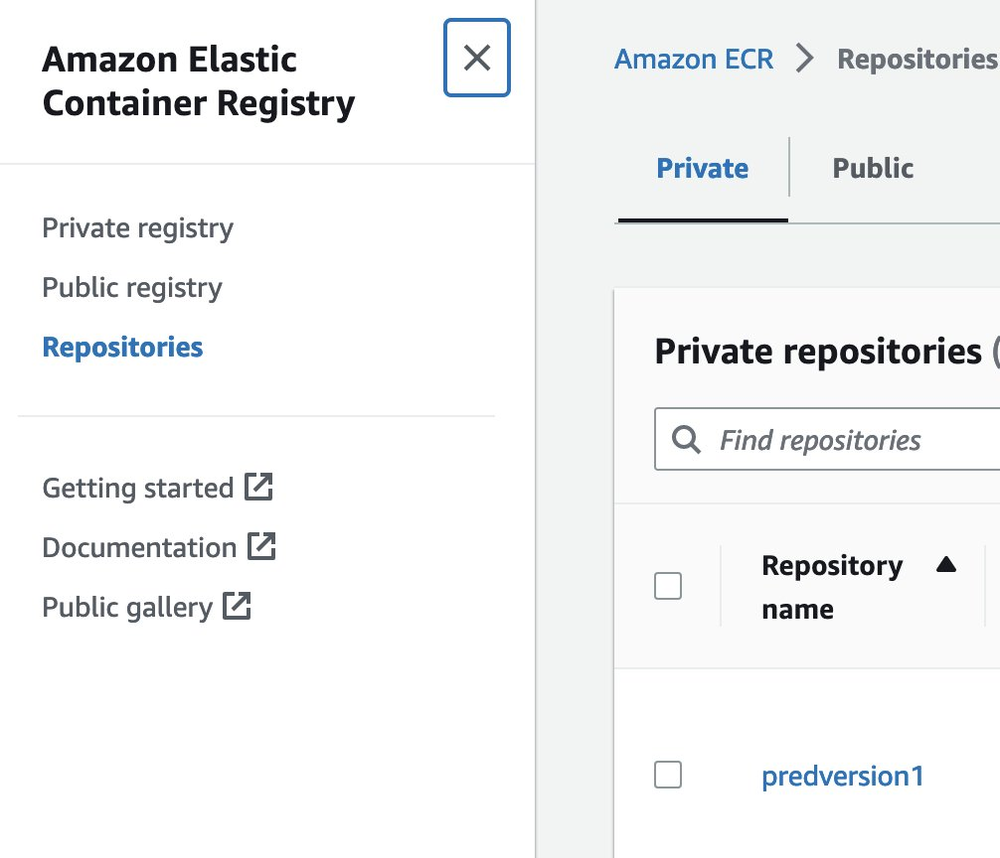 Amazon Elastic
Container Registry
Private registry
Public registry
Repositories
Getting started
Documentation
Public gallery
Amazon ECR > Repositories
Private
Public
Private repositories (
Find repositories
Repository
name
predversion1